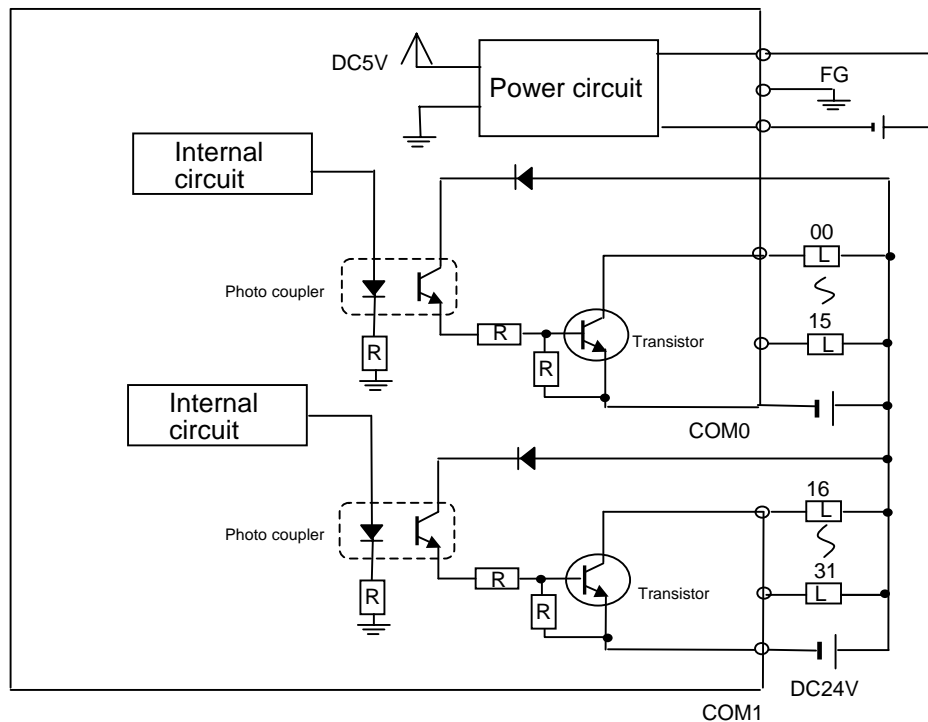 DC5V
Power circuit
FG
Internal
circuit
00
L
Photo coupler
R
Transistor
15
L
R
R
Internal
circuit
COM0
16
L
Photo coupler
31
R
Transistor
L
R
R
DC24V
COM1